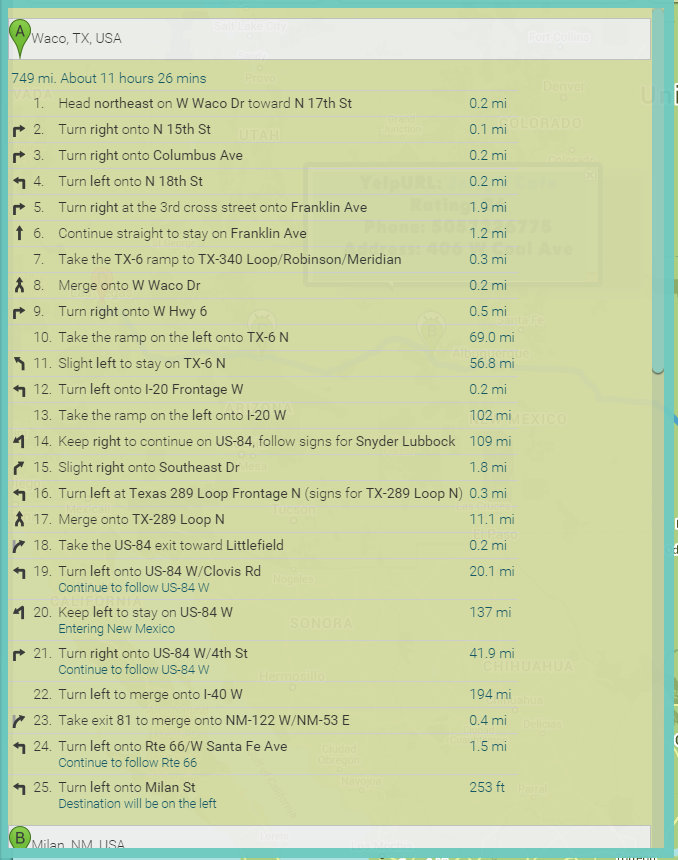 A
Waco, TX, USA
749 mi. About 11 hours 26 mins
1. Head northeast on W Waco Dr toward N 17th St 0.2 mi
2. Turn right onto N 15th St 0.1 mi
3. Turn right onto Columbus Ave 0.2 mi
4. Turn left onto N 18th St 0.2 mi
5. Turn right at the 3rd cross street onto Franklin Ave 1.9 mi
6. Continue straight to stay on Franklin Ave 1.2 mi
7. Take the TX-6 ramp to TX-340 Loop/Robinson/Meridian 0.3 mi
8. Merge onto W Waco Dr 0.2 mi
9. Turn right onto W Hwy 6 0.5 mi
10. Take the ramp on the left onto TX-6 N 69.0 mi
11. Slight left to stay on TX-6 N 56.8 mi
12. Turn left onto I-20 Frontage W 0.2 mi
13. Take the ramp on the left onto I-20 W 102 mi
14. Keep right to continue on US-84, follow signs for Snyder Lubbock 109 mi
15. Slight right onto Southeast Dr 1.8 mi
16. Turn left at Texas 289 Loop Frontage N (signs for TX-289 Loop N) 0.3 mi
17. Merge onto TX-289 Loop N 11.1 mi
18. Take the US-84 exit toward Littlefield 0.2 mi
19. Turn left onto US-84 W/Clovis Rd 20.1 mi
Continue to follow US-84 W
20. Keep left to stay on US-84 W 137 mi
Entering New Mexico
21. Turn right onto US-84 W/4th St 41.9 mi
Continue to follow US-84 W
22. Turn left to merge onto I-40 W 194 mi
23. Take exit 81 to merge onto NM-122 W/NM-53 E 0.4 mi
24. Turn left onto Rte 66/W Santa Fe Ave 1.5 mi
Continue to follow Rte 66
25. Turn left onto Milan St 253 ft
Destination will be on the left
B
Milan, NM, USA
UTAH
COLORADO
Denver
Albuquerque
SONORA
CHIHUAHUA
Hermosillo
CALIFORNIA
YelpURL:
Rating
Phone:
Address: 406 W Coal Ave